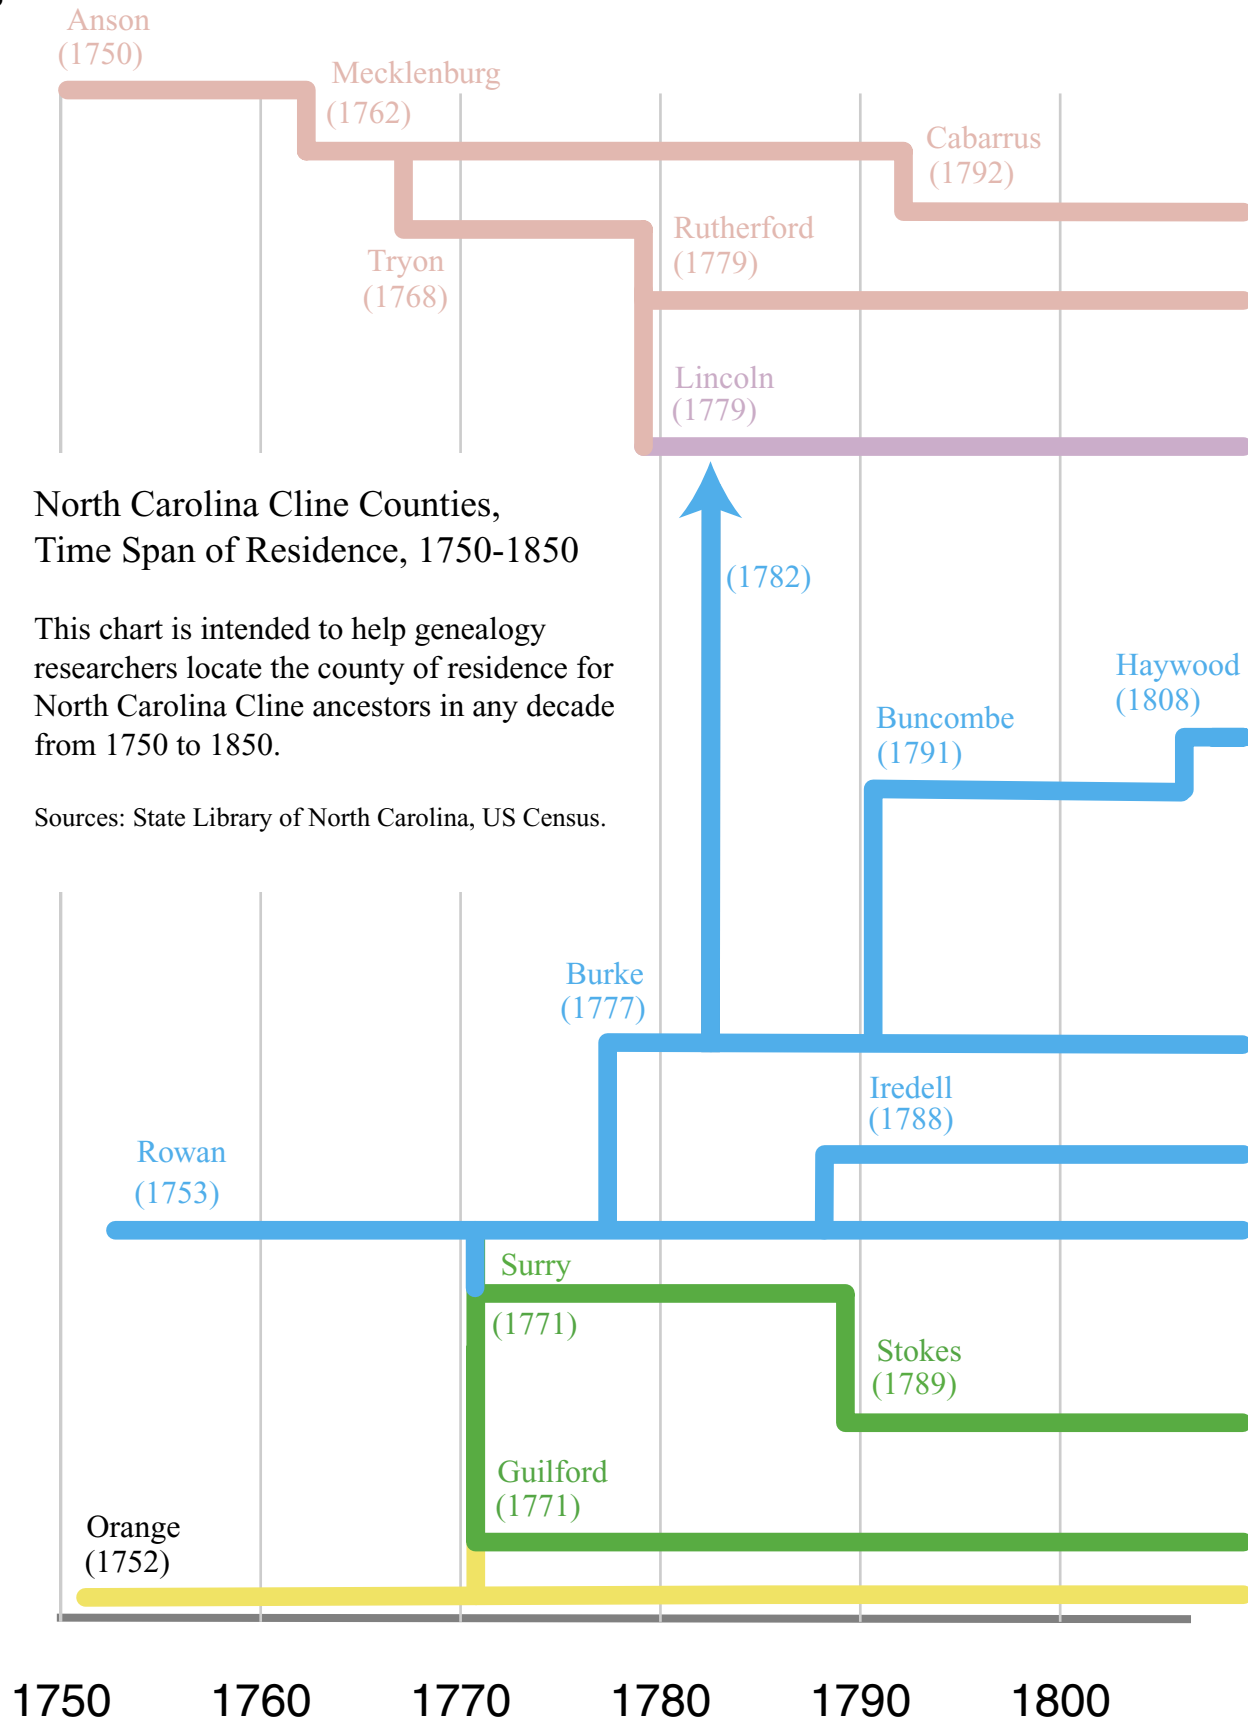 Anson
(1750)
Mecklenburg
(1762)
Cabarrus
(1792)
Rutherford
(1779)
Tryon
(1768)
Lincoln
(1779)
North Carolina Cline Counties,
Time Span of Residence, 1750-1850
(1782)
This chart is intended to help genealogy
researchers locate the county of residence for
North Carolina Cline ancestors in any decade
from 1750 to 1850.
Haywood
(1808)
Buncombe
(1791)
Sources: State Library of North Carolina, US Census.
Burke
(1777)
Iredell
(1788)
Rowan
(1753)
Surry
(1771)
Stokes
(1789)
Guilford
(1771)
Orange
(1752)
1750 1760 1770 1780 1790 1800